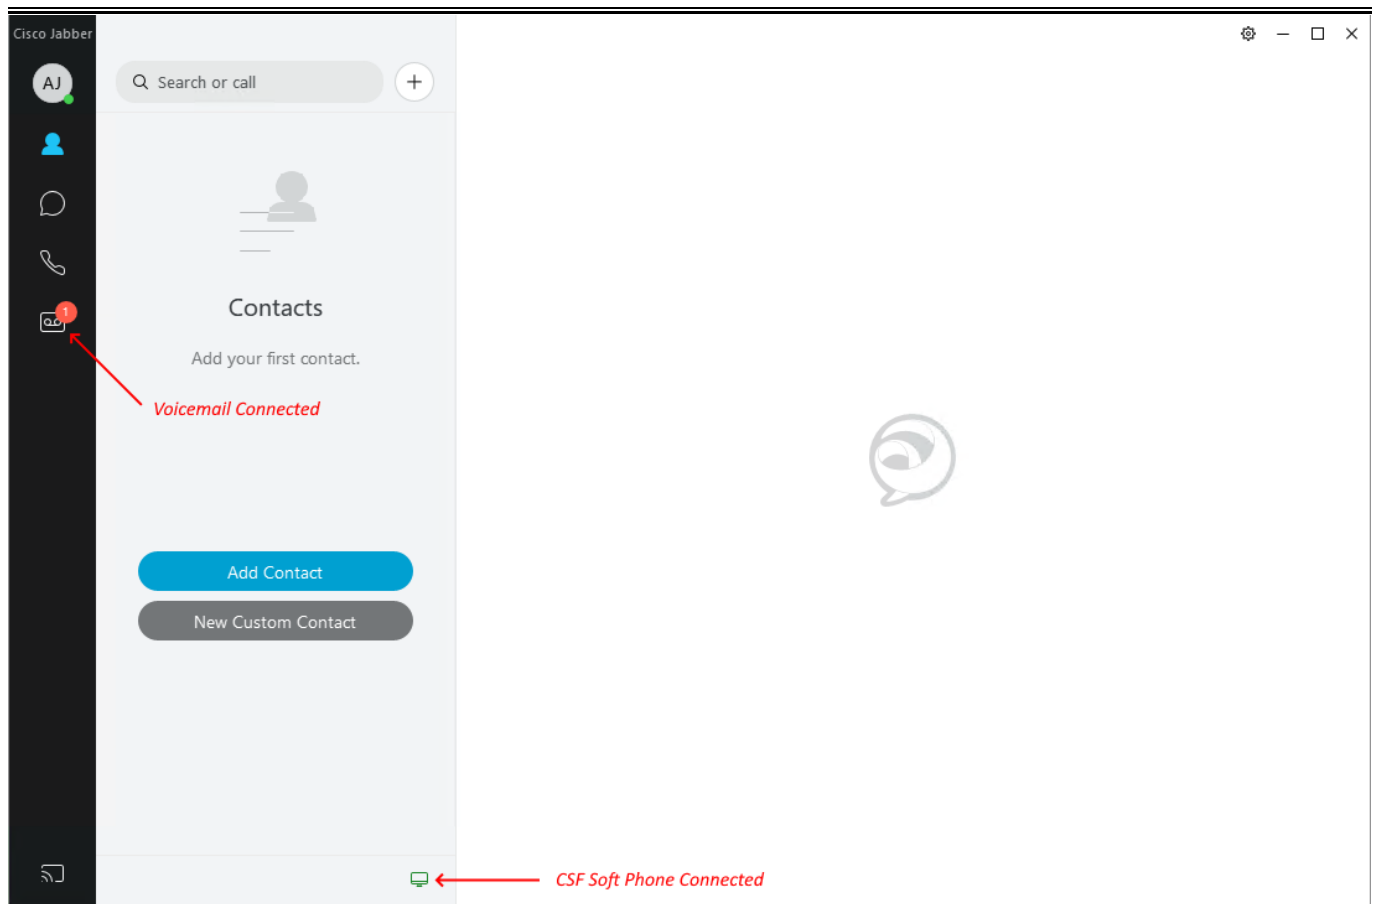 Cisco Jabber
AJ
Search or call
1
Contacts
Add your first contact.
Voicemail Connected
Add Contact
New Custom Contact
CSF Soft Phone Connected